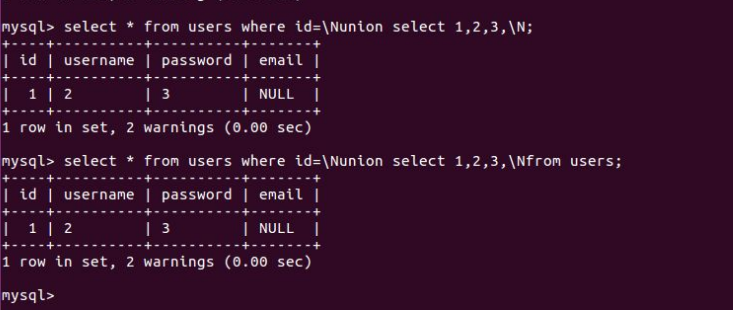 mysql> select * from users where id=\Nunion select 1,2,3,\N;
+----+----------+----------+-------+
| id | username | password | email |
+----+----------+----------+-------+
|  1 | 2        | 3        | NULL  |
+----+----------+----------+-------+
1 row in set, 2 warnings (0.00 sec)
mysql> select * from users where id=\Nunion select 1,2,3,\Nfrom users;
+----+----------+----------+-------+
| id | username | password | email |
+----+----------+----------+-------+
|  1 | 2        | 3        | NULL  |
+----+----------+----------+-------+
1 row in set, 2 warnings (0.00 sec)
mysql>